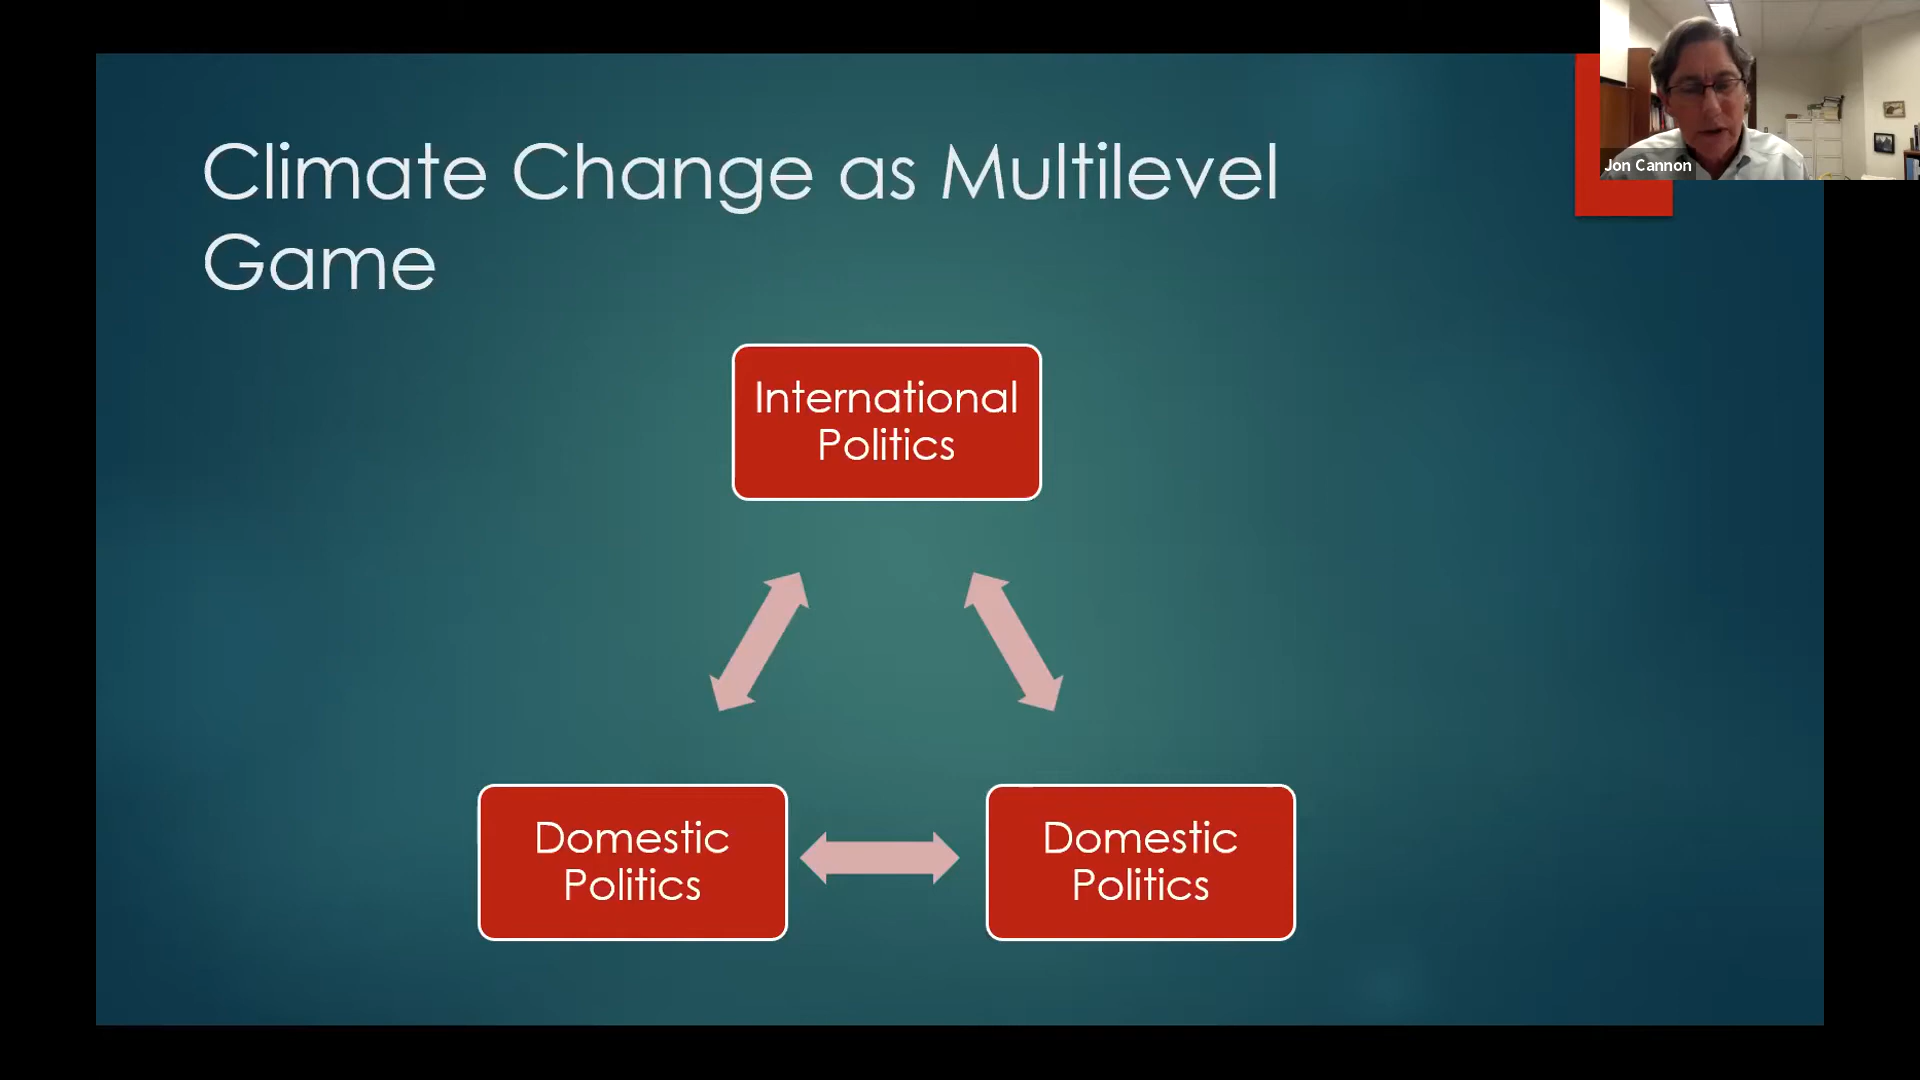 Climate Change as Multilevel
Game
Jon Cannon
International
Politics
Domestic
Politics
Domestic
Politics